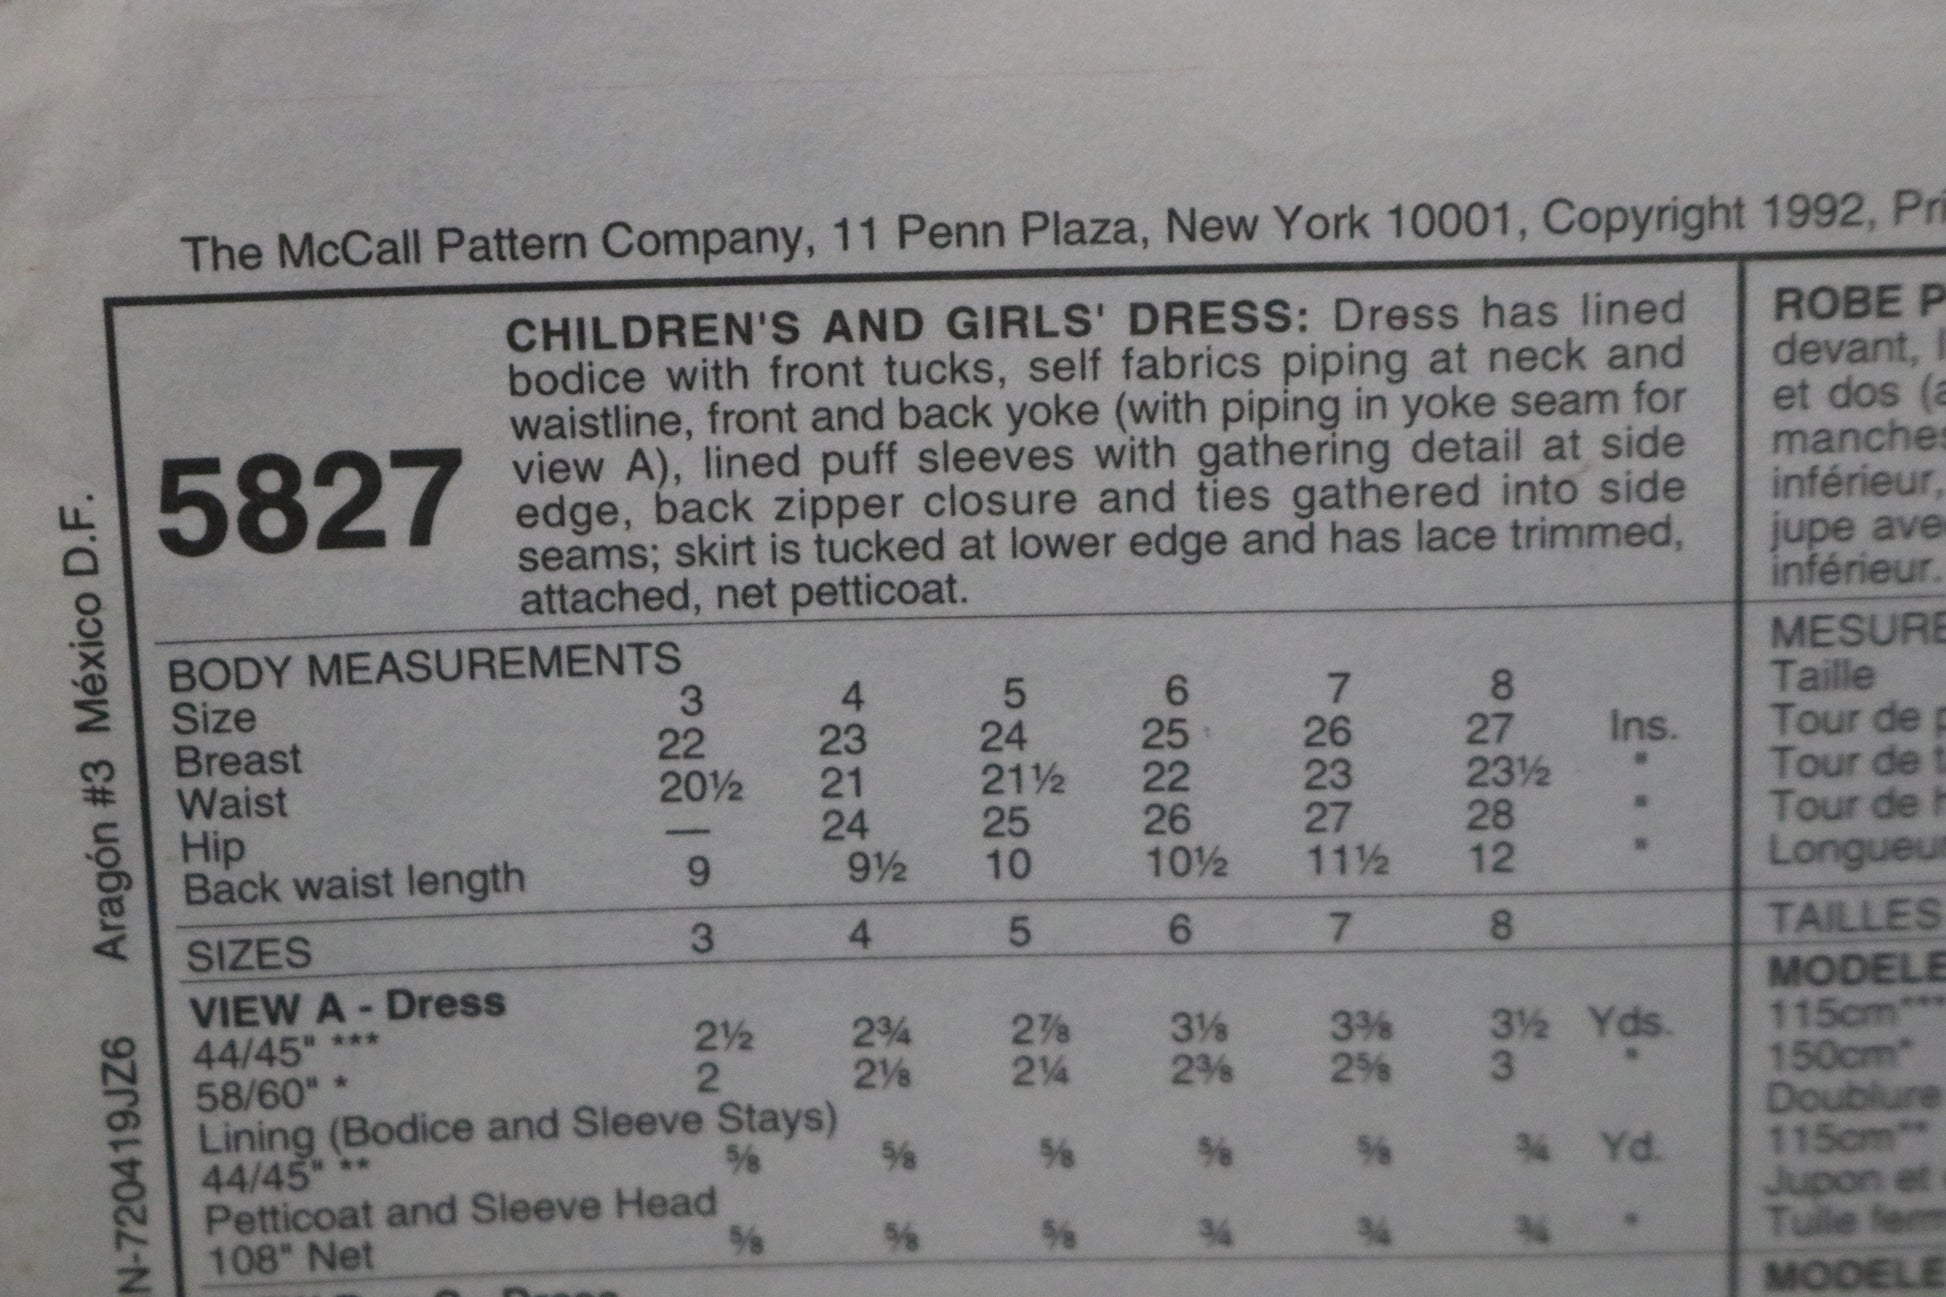 The McCall Pattern Company, 11 Penn Plaza, New York 10001, Copyright 1992, Pri
5827
CHILDREN'S AND GIRLS' DRESS: Dress has lined
bodice with front tucks, self fabrics piping at neck and
waistline, front and back yoke (with piping in yoke seam for
view A), lined puff sleeves with gathering detail at side
edge, back zipper closure and ties gathered into side
seams; skirt is tucked at lower edge and has lace trimmed,
attached, net petticoat.
BODY MEASUREMENTS
Size 3 4 5 6 7 8
Breast 22 23 24 25 26 27 Ins.
Waist 20½ 21 21½ 22 23 23½ "
Hip — 24 25 26 27 28 "
Back waist length 9 9½ 10 10½ 11½ 12 "
SIZES 3 4 5 6 7 8
VIEW A - Dress
44/45" *** 2½ 2¾ 2⅞ 3⅛ 3⅜ 3½ Yds.
58/60" * 2 2⅛ 2¼ 2⅜ 2⅝ 3 "
Lining (Bodice and Sleeve Stays)
44/45" ** ⅝ ⅝ ⅝ ⅝ ⅝ ¾ Yd.
Petticoat and Sleeve Head
108" Net ⅝ ⅝ ⅝ ¾ ¾ ¾ "
ROBE P
devant, l
et dos (a
manches
inférieur,
jupe ave
inférieur.
MESURE
Taille
Tour de p
Tour de t
Tour de h
Longueu
TAILLES
MODELE
115cm***
150cm*
Doublure
115cm**
Jupon et
Tulle ferm
MODELE
N-720419JZ6 Aragón #3 México D.F.